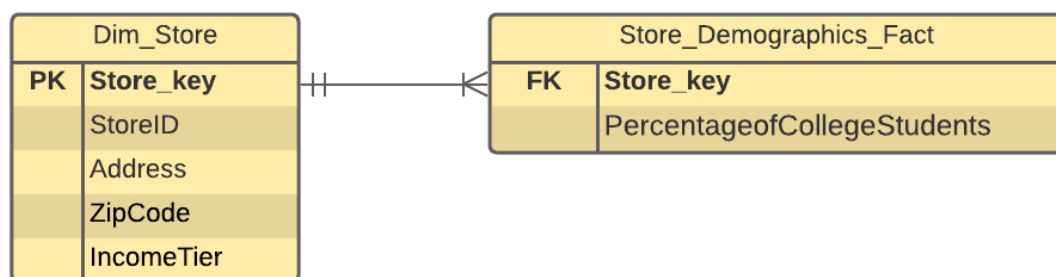 Dim_Store
PK Store_key
StoreID
Address
ZipCode
IncomeTier
Store_Demographics_Fact
FK Store_key
PercentageofCollegeStudents